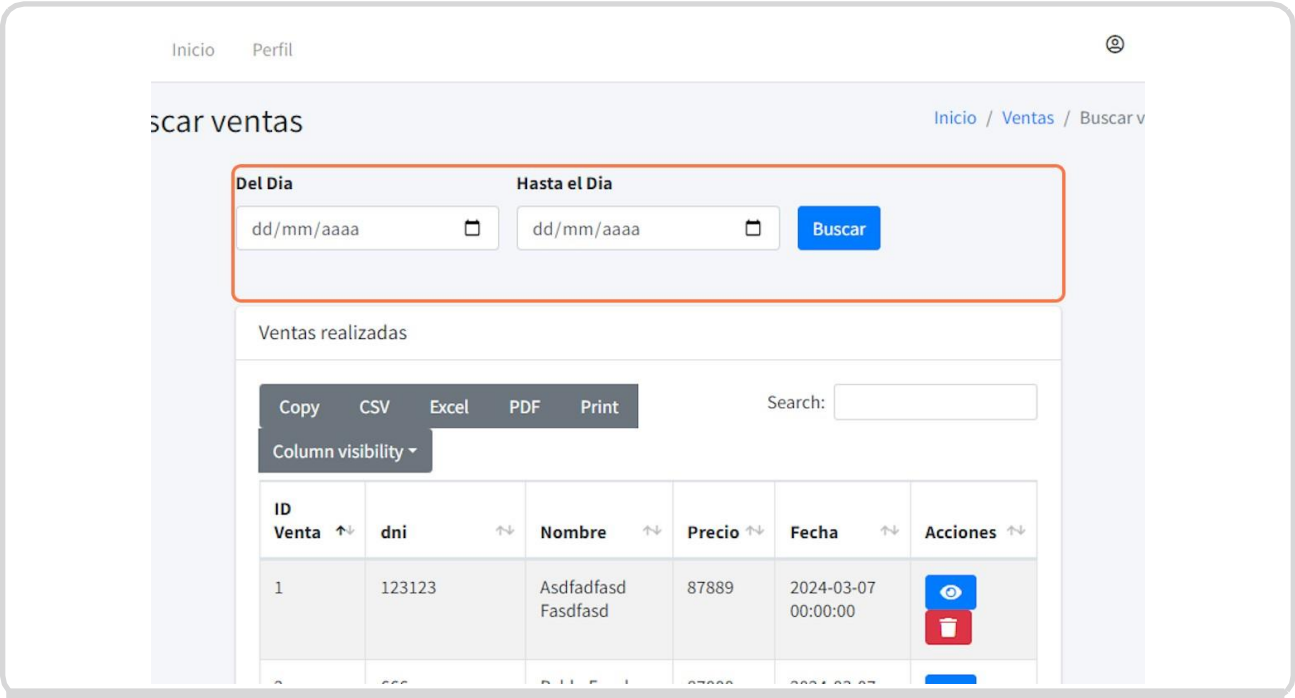 Inicio Perfil
scar ventas
Inicio / Ventas / Buscar v
Del Dia Hasta el Dia
dd/mm/aaaa dd/mm/aaaa Buscar
Ventas realizadas
Copy CSV Excel PDF Print Search:
Column visibility
ID
Venta dni Nombre Precio Fecha Acciones
1 123123 Asdfadfasd 87889 2024-03-07
Fasdfasd 00:00:00